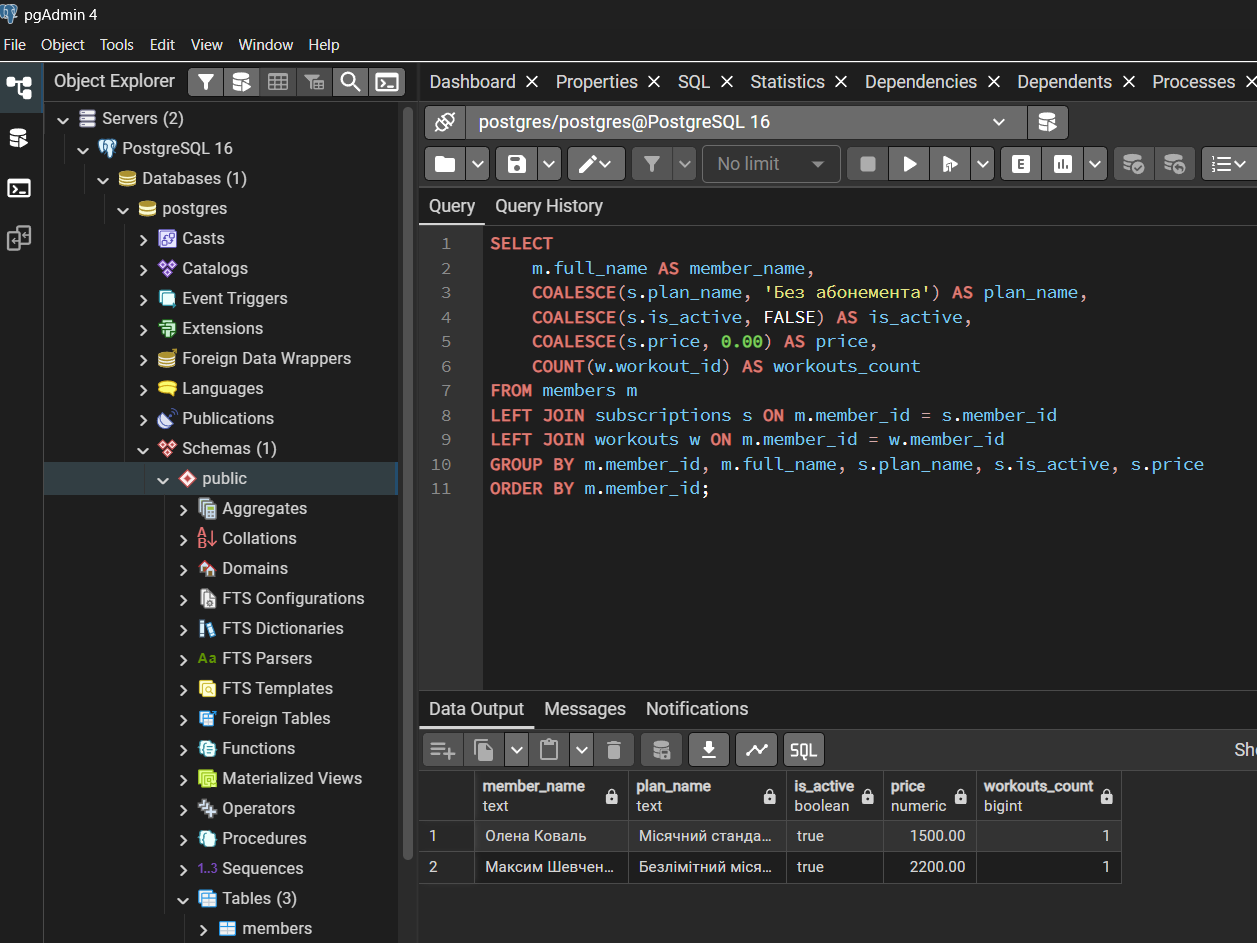 pgAdmin 4
File Object Tools Edit View Window Help
Object Explorer
Dashboard Properties SQL Statistics Dependencies Dependents Processes
Servers (2)
PostgreSQL 16
Databases (1)
postgres
Casts
Catalogs
Event Triggers
Extensions
Foreign Data Wrappers
Languages
Publications
Schemas (1)
public
Aggregates
Collations
Domains
FTS Configurations
FTS Dictionaries
FTS Parsers
FTS Templates
Foreign Tables
Functions
Materialized Views
Operators
Procedures
1..3 Sequences
Tables (3)
members
postgres/postgres@PostgreSQL 16
No limit
Query Query History
1 SELECT
2 m.full_name AS member_name,
3 COALESCE(s.plan_name, 'Без абонемента') AS plan_name,
4 COALESCE(s.is_active, FALSE) AS is_active,
5 COALESCE(s.price, 0.00) AS price,
6 COUNT(w.workout_id) AS workouts_count
7 FROM members m
8 LEFT JOIN subscriptions s ON m.member_id = s.member_id
9 LEFT JOIN workouts w ON m.member_id = w.member_id
10 GROUP BY m.member_id, m.full_name, s.plan_name, s.is_active, s.price
11 ORDER BY m.member_id;
Data Output Messages Notifications
SQL
member_name plan_name is_active price workouts_count
text text boolean numeric bigint
1 Олена Коваль Місячний станда... true 1500.00 1
2 Максим Шевчен... Безлімітний міся... true 2200.00 1